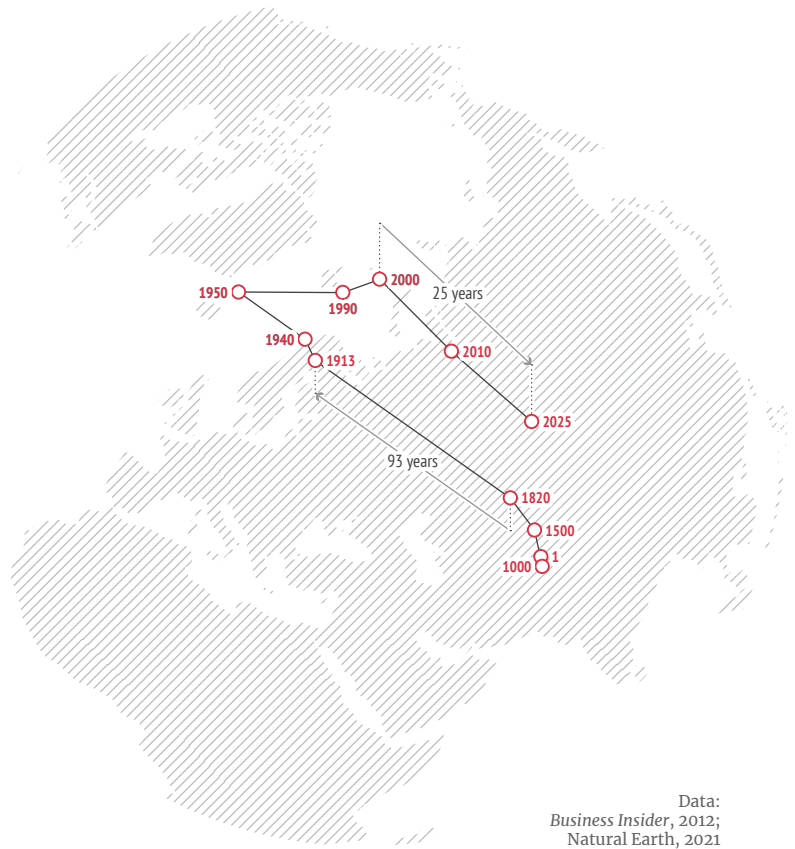 2000
1950
25 years
1990
1940
2010
1913
2025
93 years
1820
1500
1
1000
Data:
Business Insider, 2012;
Natural Earth, 2021